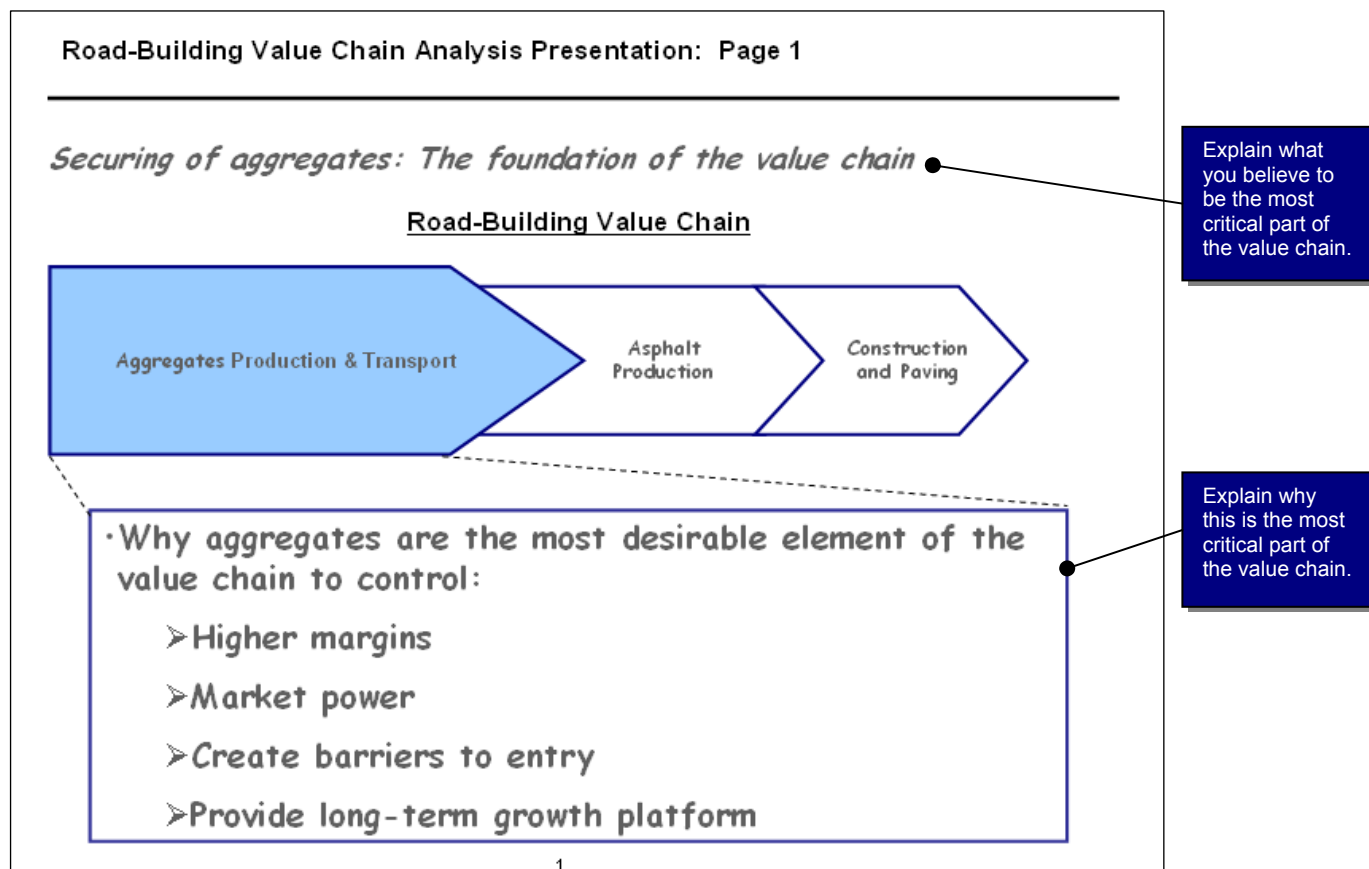 Road-Building Value Chain Analysis Presentation: Page 1
Securing of aggregates: The foundation of the value chain
Explain what
you believe to
be the most
critical part of
the value chain.
Road-Building Value Chain
Aggregates Production & Transport
Asphalt
Production
Construction
and Paving
·Why aggregates are the most desirable element of the
value chain to control:
➢Higher margins
➢Market power
➢Create barriers to entry
➢Provide long-term growth platform
Explain why
this is the most
critical part of
the value chain.
1